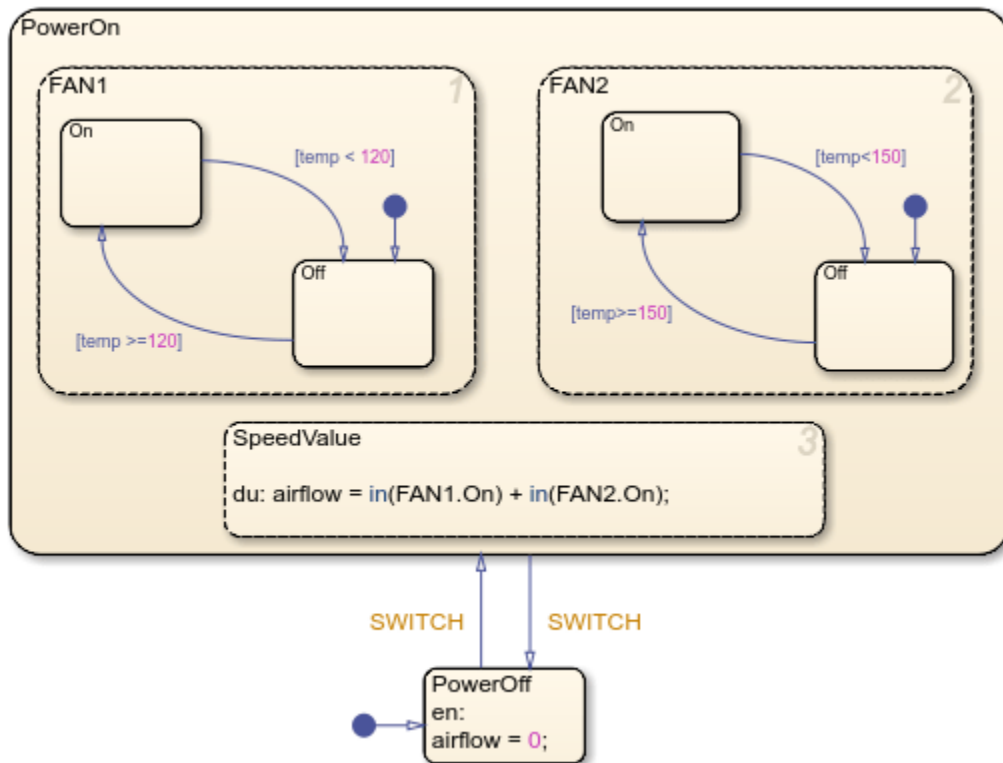 PowerOn
FAN1
1
On
[temp < 120]
Off
[temp >=120]
FAN2
2
On
[temp<150]
Off
[temp>=150]
SpeedValue
3
du: airflow = in(FAN1.On) + in(FAN2.On);
SWITCH
SWITCH
PowerOff
en:
airflow = 0;